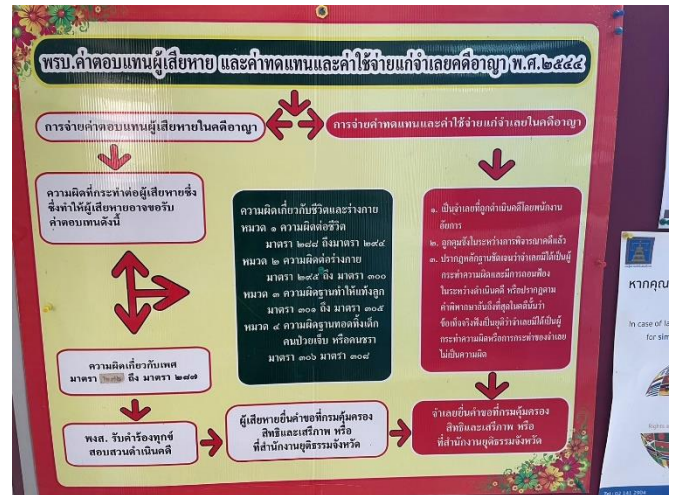 พรบ.ค่าตอบแทนผู้เสียหาย และค่าทดแทนและค่าใช้จ่ายแก่จำเลยคดีอาญา พ.ศ.๒๕๔๔
การจ่ายค่าตอบแทนผู้เสียหายในคดีอาญา
การจ่ายค่าทดแทนและค่าใช้จ่ายแก่จำเลยในคดีอาญา
ความผิดที่กระทำต่อผู้เสียหายซึ่ง
ซึ่งทำให้ผู้เสียหายอาจขอรับ
ค่าตอบแทนดังนี้
ความผิดเกี่ยวกับชีวิตและร่างกาย
หมวด ๑ ความผิดต่อชีวิต
มาตรา ๒๘๘ ถึงมาตรา ๒๙๔
หมวด ๒ ความผิดต่อร่างกาย
มาตรา ๒๙๕ ถึง มาตรา ๓๐๐
หมวด ๓ ความผิดฐานทำให้แท้งลูก
มาตรา ๓๐๑ ถึง มาตรา ๓๐๕
หมวด ๔ ความผิดฐานทอดทิ้งเด็ก
คนป่วยเจ็บ หรือคนชรา
มาตรา ๓๐๖ มาตรา ๓๐๘
๑. เป็นจำเลยที่ถูกดำเนินคดีโดยพนักงาน
อัยการ
๒. ถูกคุมขังในระหว่างการพิจารณาคดีแล้ว
๓. ปรากฏหลักฐานชัดเจนว่าจำเลยมิได้เป็นผู้
กระทำความผิดและมีการถอนฟ้อง
ในระหว่างดำเนินคดี หรือปรากฏตาม
คำพิพากษาอันถึงที่สุดในคดีนั้นว่า
ข้อเท็จจริงฟังเป็นยุติว่าจำเลยมิได้เป็นผู้
กระทำความผิดหรือการกระทำของจำเลย
ไม่เป็นความผิด
ความผิดเกี่ยวกับเพศ
มาตรา ๒๗๖ ถึง มาตรา ๒๘๗
พงส. รับคำร้องทุกข์
สอบสวนดำเนินคดี
ผู้เสียหายยื่นคำขอที่กรมคุ้มครอง
สิทธิและเสรีภาพ หรือ
ที่สำนักงานยุติธรรมจังหวัด
จำเลยยื่นคำขอที่กรมคุ้มครอง
สิทธิและเสรีภาพ หรือ
ที่สำนักงานยุติธรรมจังหวัด
หากคุณ
In case of la
for sim
Tel: 02 141 2904